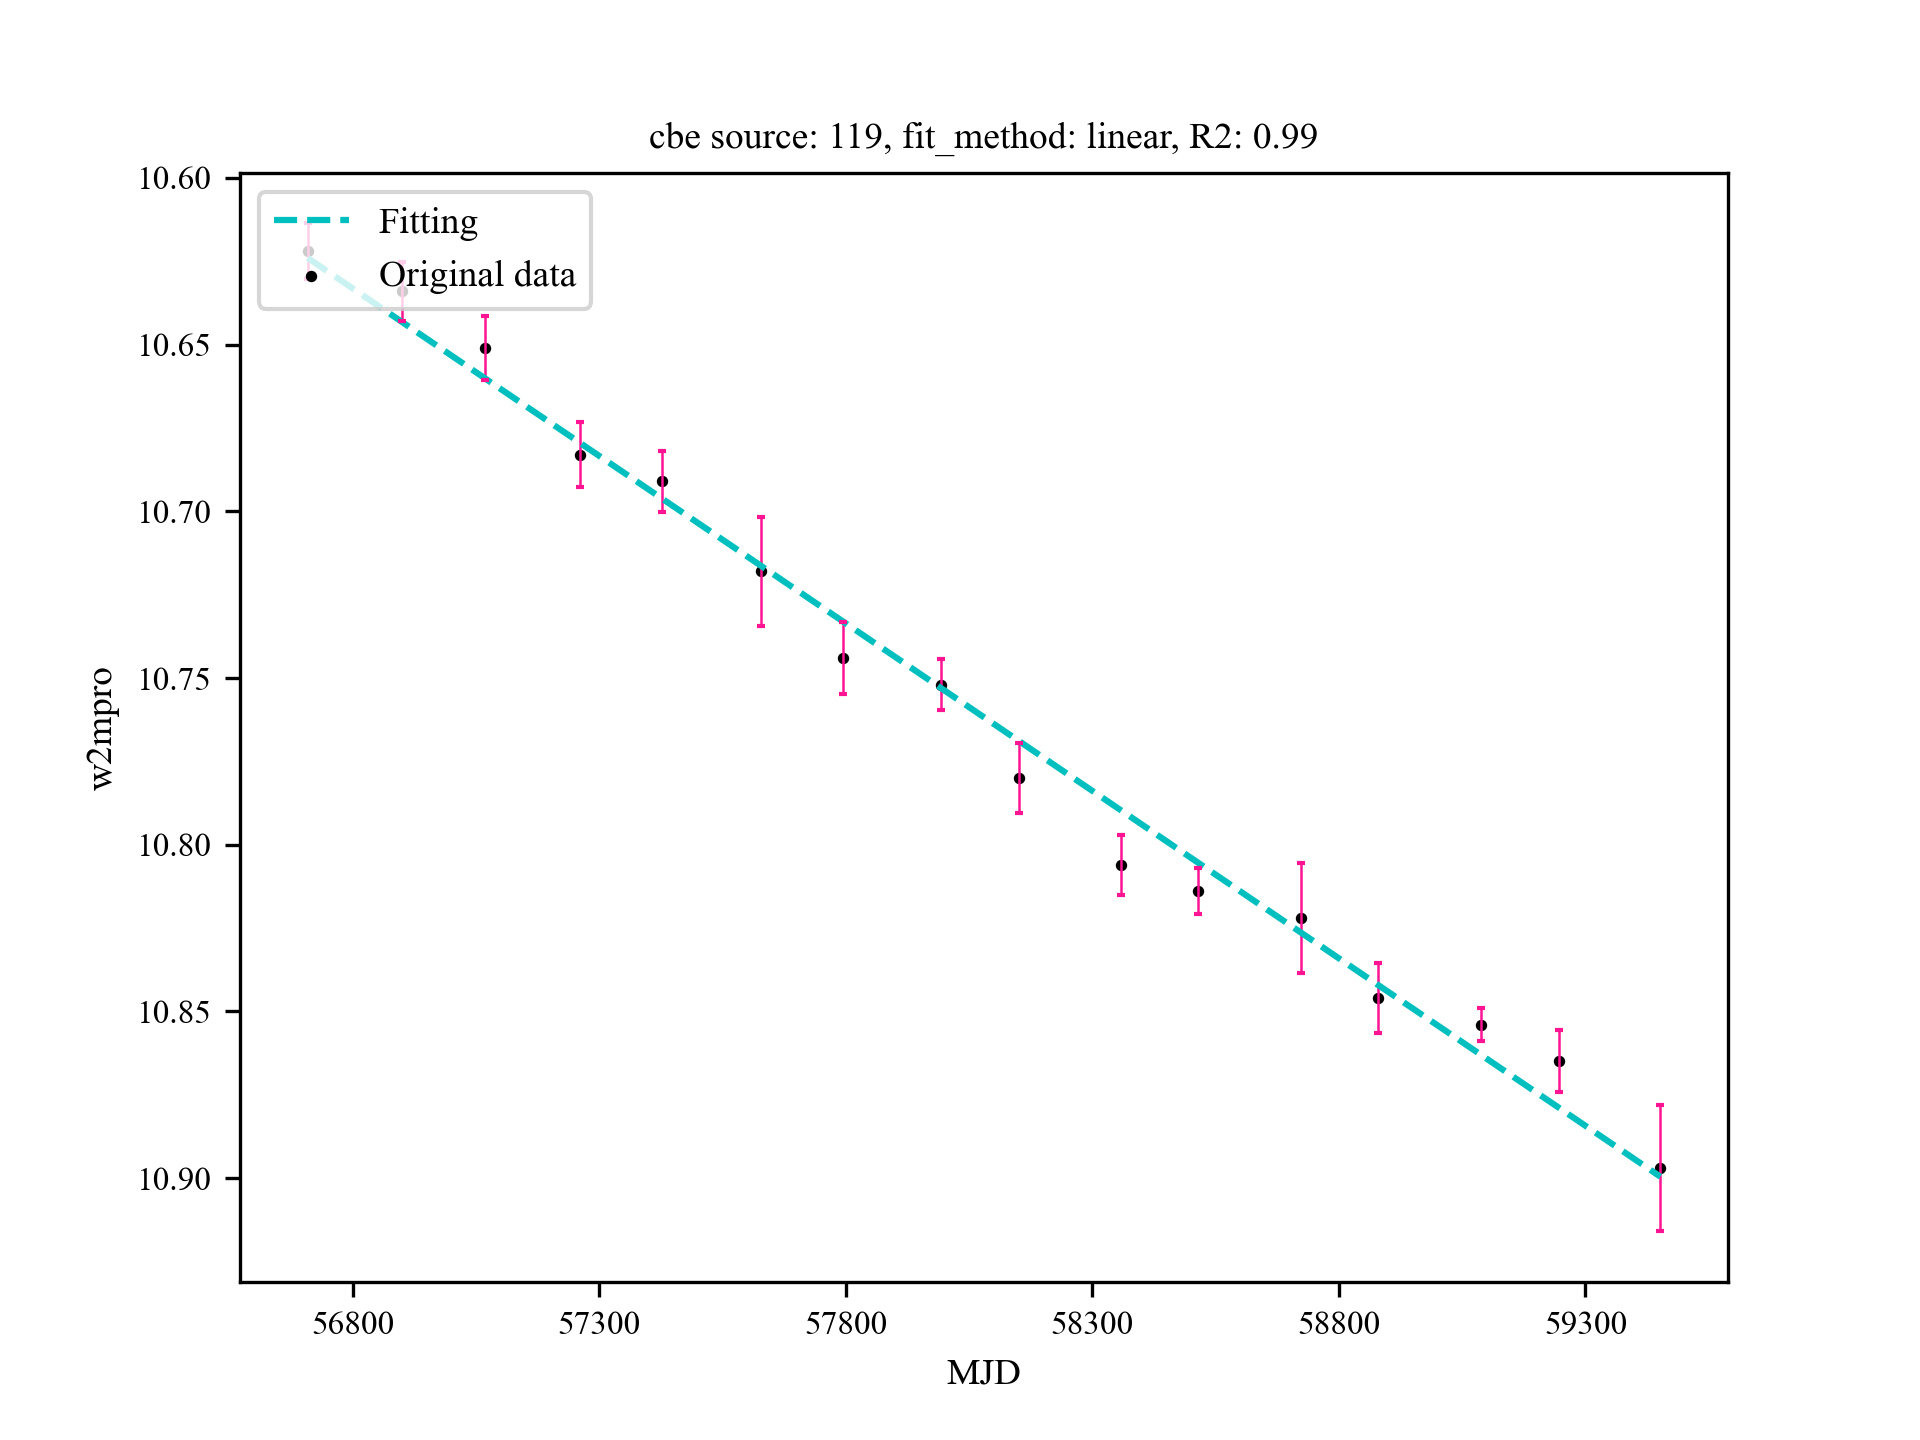 cbe source: 119, fit_method: linear, R2: 0.99
Fitting
Original data
10.60
10.65
10.70
10.75
10.80
10.85
10.90
w2mpro
56800 57300 57800 58300 58800 59300
MJD